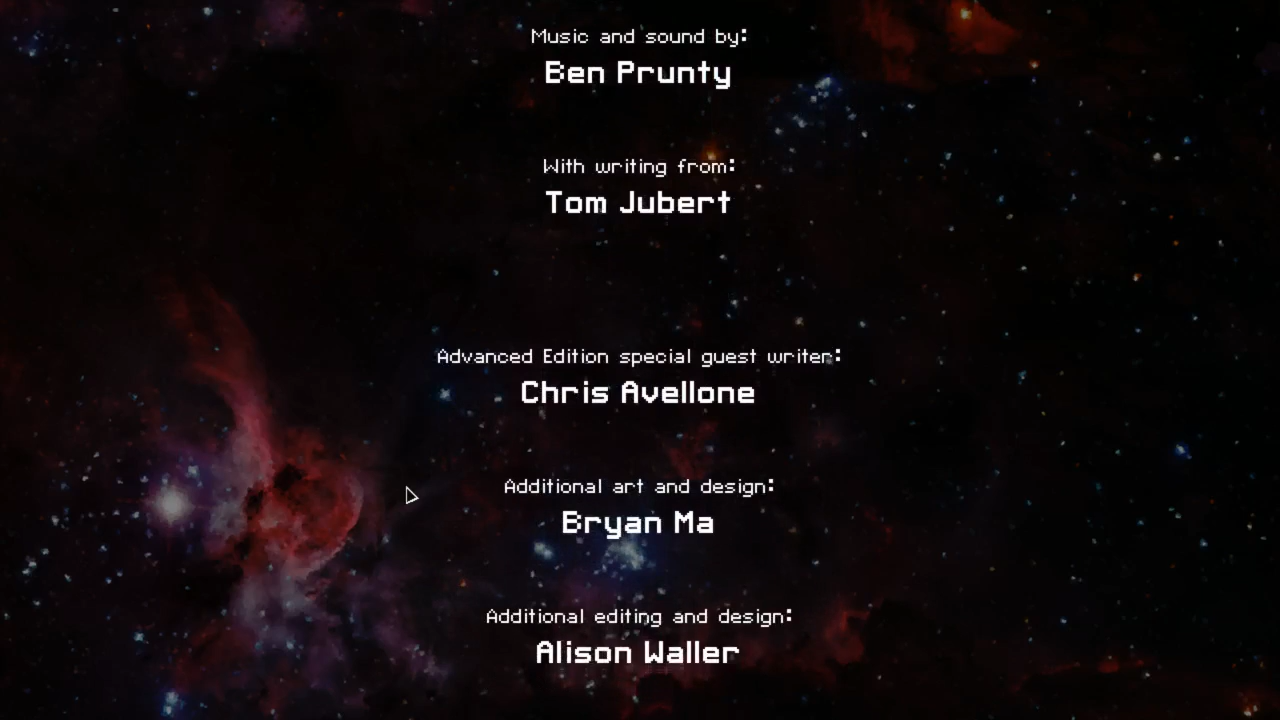 Music and sound by:
Ben Prunty
With writing from:
Tom Jubert
Advanced Edition special guest writer:
Chris Avellone
Additional art and design:
Bryan Ma
Additional editing and design:
Alison Waller